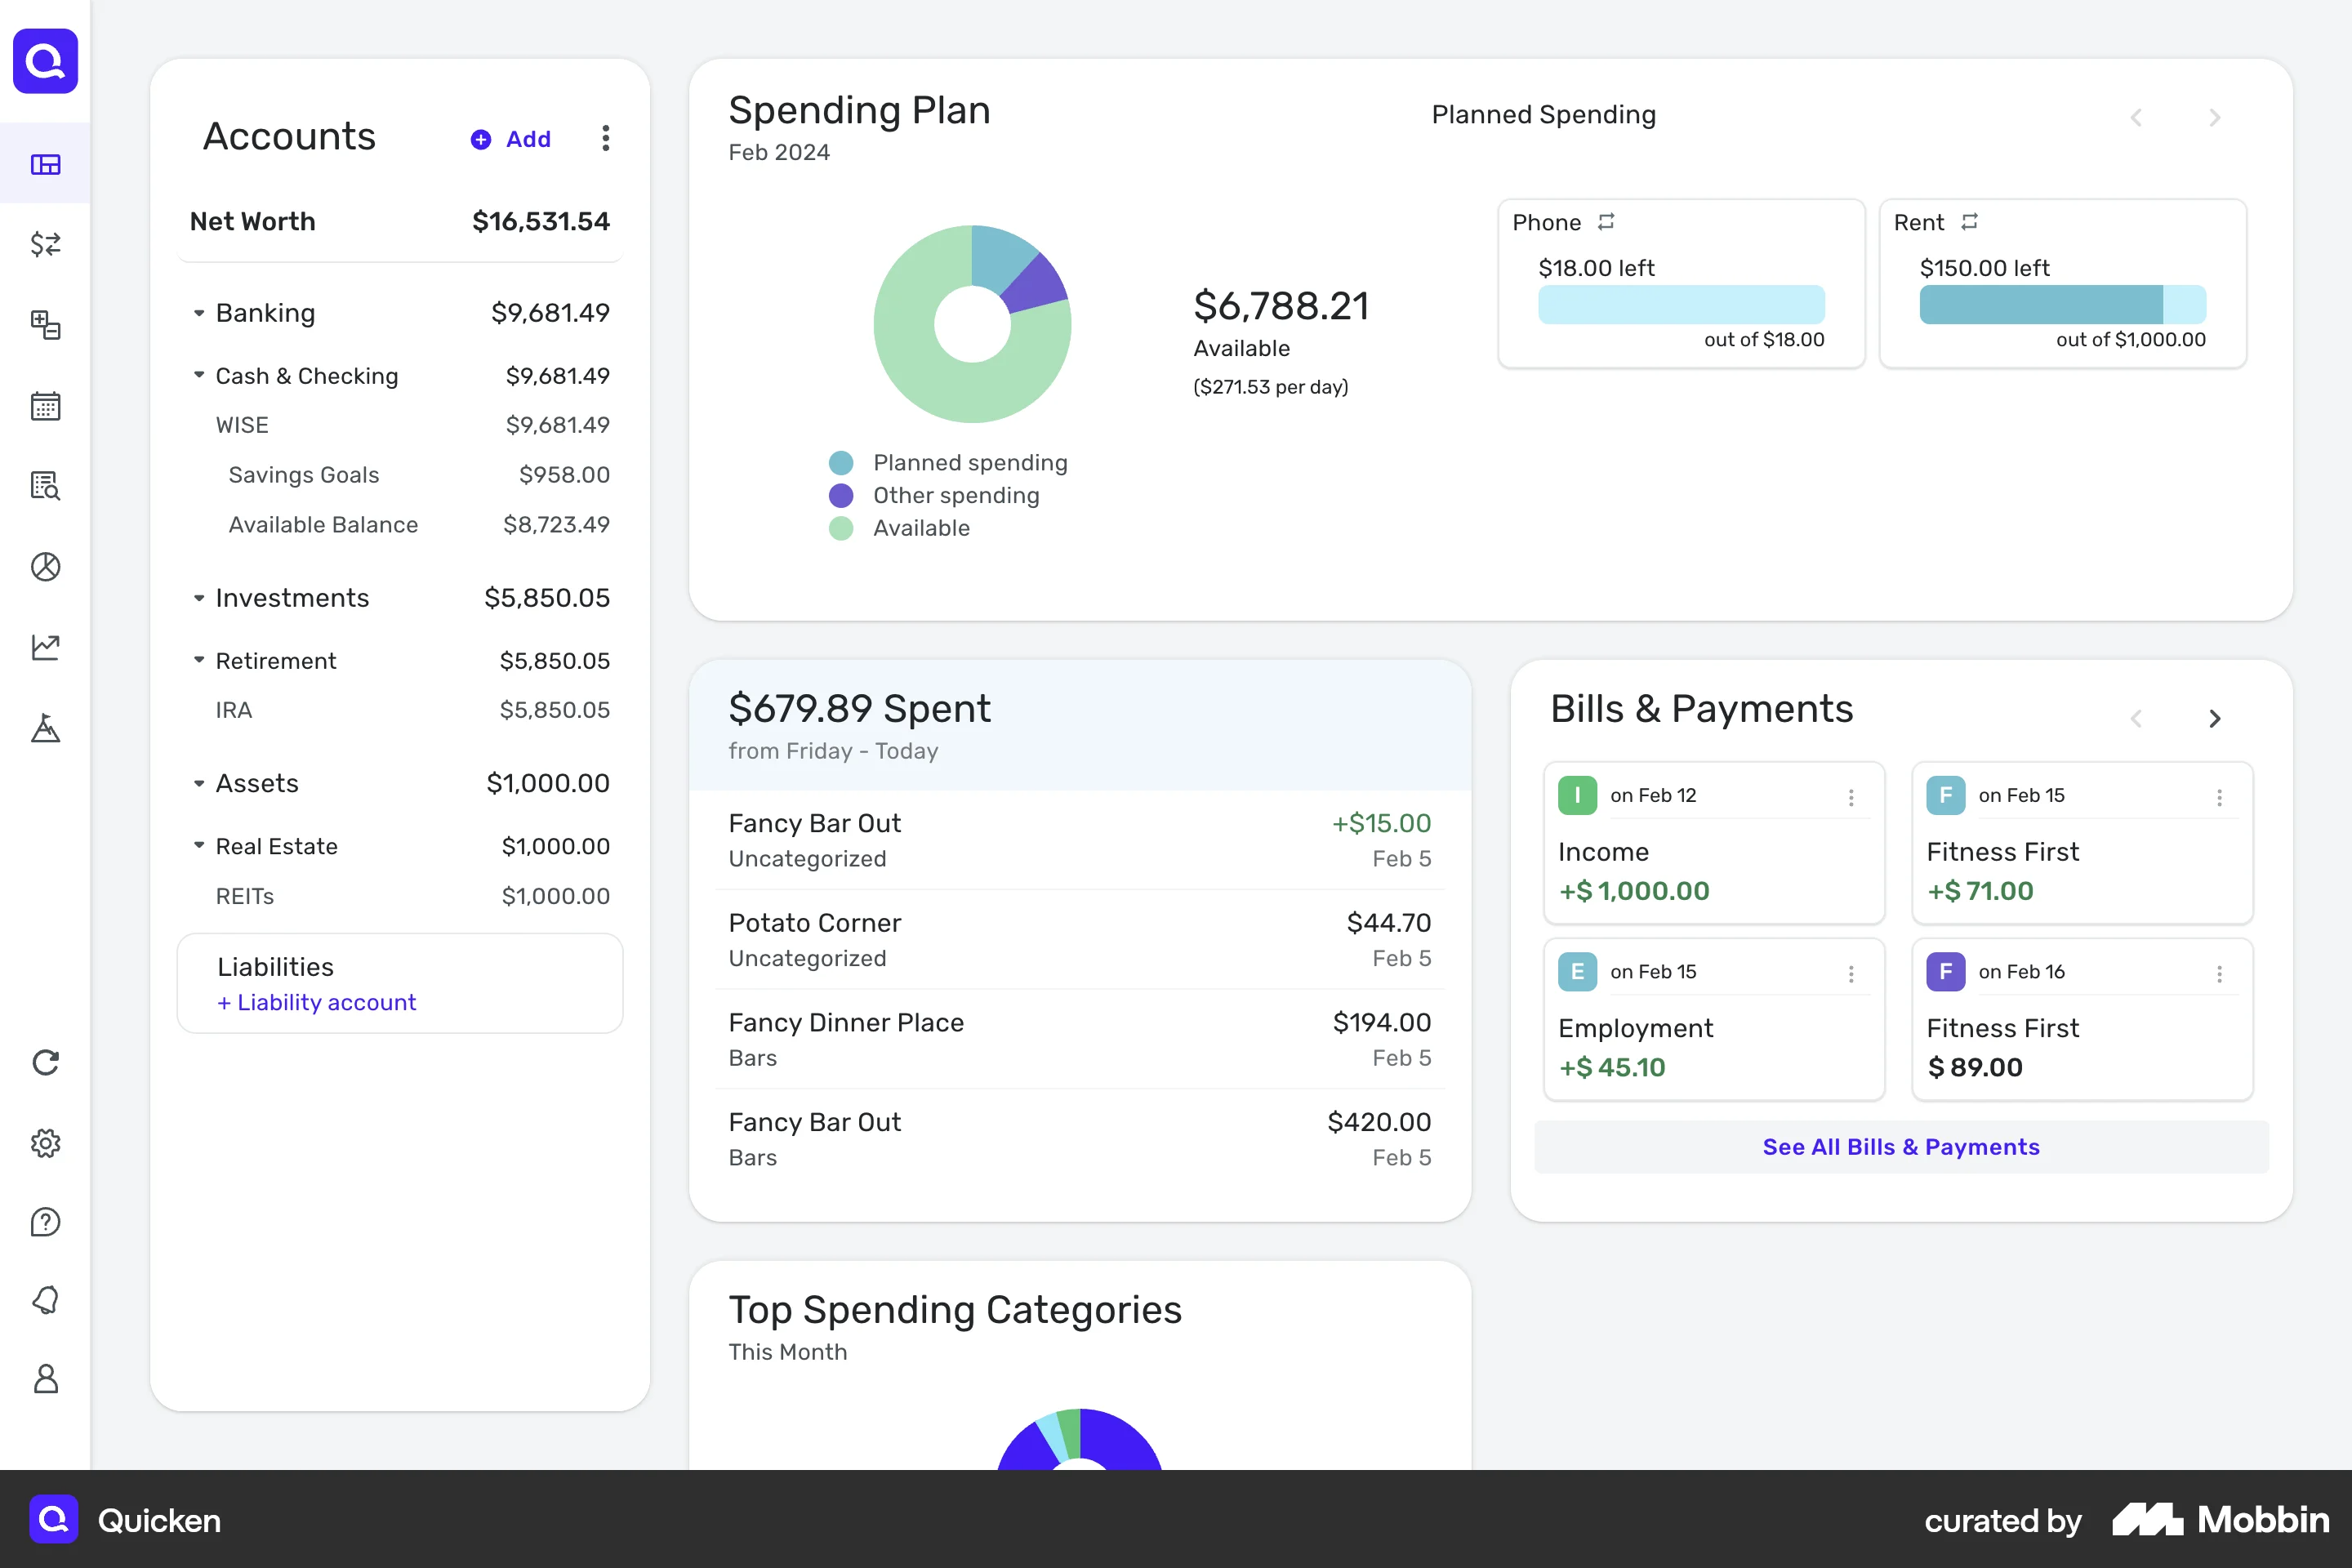 Accounts
Add
Net Worth $16,531.54
Banking $9,681.49
Cash & Checking $9,681.49
WISE $9,681.49
Savings Goals $958.00
Available Balance $8,723.49
Investments $5,850.05
Retirement $5,850.05
IRA $5,850.05
Assets $1,000.00
Real Estate $1,000.00
REITs $1,000.00
Liabilities
+ Liability account
Spending Plan
Feb 2024
$6,788.21
Available
($271.53 per day)
Planned spending
Other spending
Available
Planned Spending
Phone
$18.00 left
out of $18.00
Rent
$150.00 left
out of $1,000.00
$679.89 Spent
from Friday - Today
Fancy Bar Out +$15.00
Uncategorized Feb 5
Potato Corner $44.70
Uncategorized Feb 5
Fancy Dinner Place $194.00
Bars Feb 5
Fancy Bar Out $420.00
Bars Feb 5
Bills & Payments
I on Feb 12
Income
+$ 1,000.00
F on Feb 15
Fitness First
+$ 71.00
E on Feb 15
Employment
+$ 45.10
F on Feb 16
Fitness First
$ 89.00
See All Bills & Payments
Top Spending Categories
This Month
Quicken
curated by Mobbin